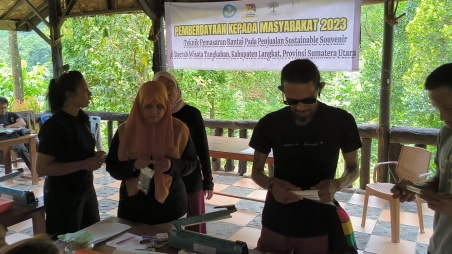 PEMBERDAYAAN KEPADA MASYARAKAT 2023
Teknik Pemasaran Rantai Pada Penjualan Sustainable Souvenir
di Daerah Wisata Tangkahan, Kabupaten Langkat, Provinsi Sumatera Utara